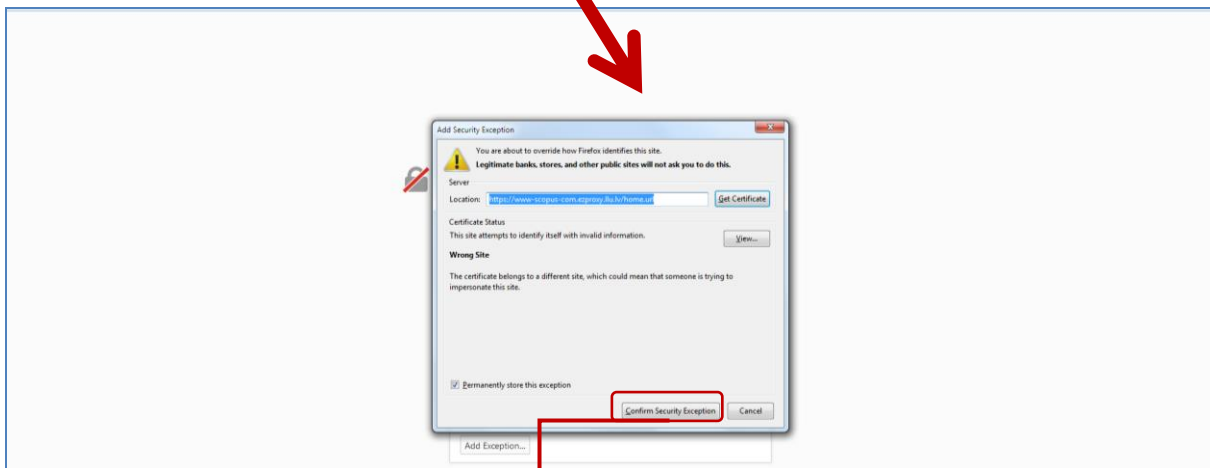 Add Security Exception
You are about to override how Firefox identifies this site.
Legitimate banks, stores, and other public sites will not ask you to do this.
Server
Location: https://www-scopus-com.ezproxy.llu.lv/home.url Get Certificate
Certificate Status
This site attempts to identify itself with invalid information. View...
Wrong Site
The certificate belongs to a different site, which could mean that someone is trying to
impersonate this site.
Permanently store this exception
Confirm Security Exception Cancel
Add Exception...